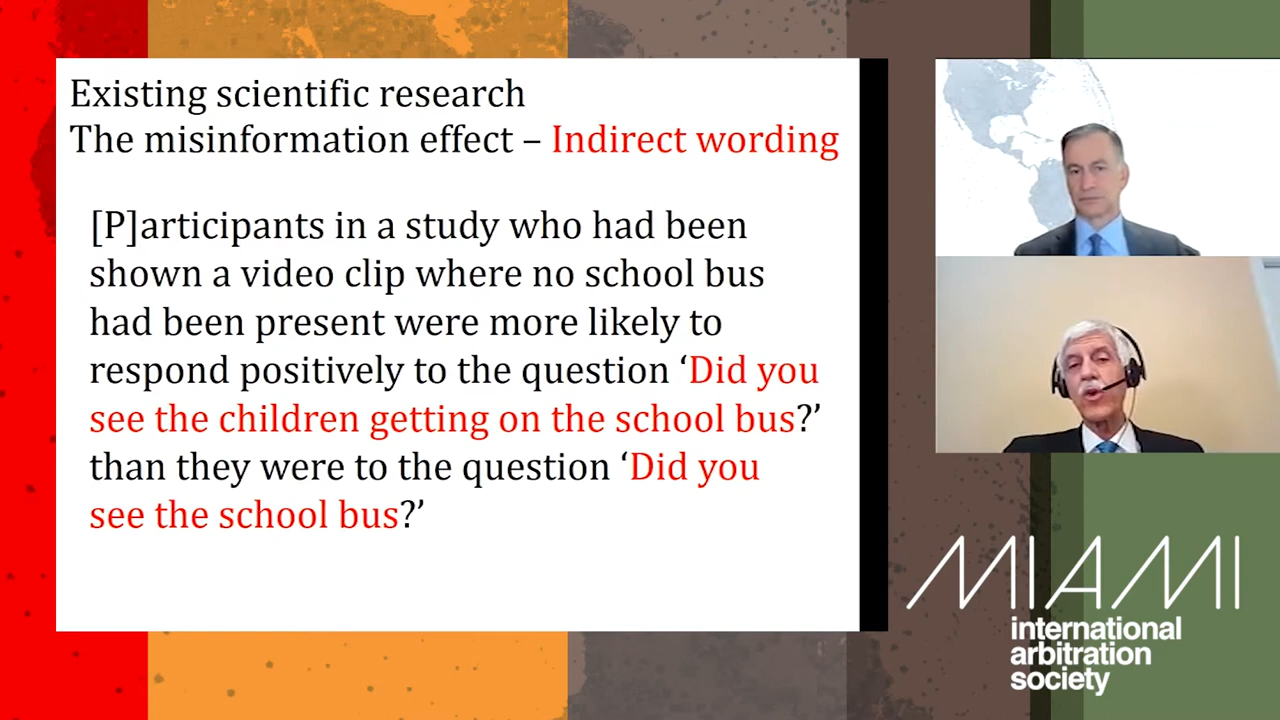 Existing scientific research
The misinformation effect – Indirect wording
[P]articipants in a study who had been
shown a video clip where no school bus
had been present were more likely to
respond positively to the question ‘Did you
see the children getting on the school bus?’
than they were to the question ‘Did you
see the school bus?’
MIAMI
international
arbitration
society